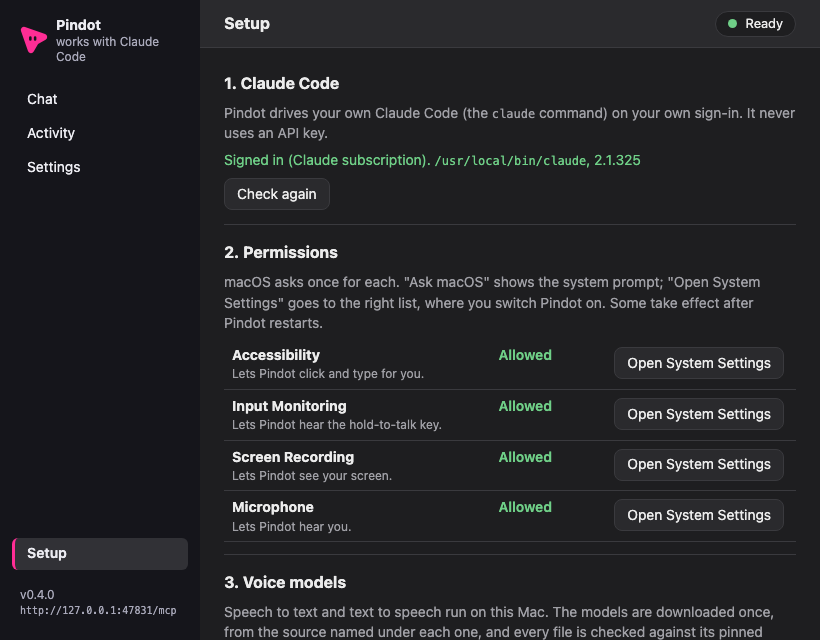 Pindot
works with Claude
Code
Chat
Activity
Settings
Setup
v0.4.0
http://127.0.0.1:47831/mcp
Setup
Ready
1. Claude Code
Pindot drives your own Claude Code (the claude command) on your own sign-in. It never
uses an API key.
Signed in (Claude subscription). /usr/local/bin/claude, 2.1.325
Check again
2. Permissions
macOS asks once for each. "Ask macOS" shows the system prompt; "Open System
Settings" goes to the right list, where you switch Pindot on. Some take effect after
Pindot restarts.
Accessibility
Lets Pindot click and type for you.
Allowed
Open System Settings
Input Monitoring
Lets Pindot hear the hold-to-talk key.
Allowed
Open System Settings
Screen Recording
Lets Pindot see your screen.
Allowed
Open System Settings
Microphone
Lets Pindot hear you.
Allowed
Open System Settings
3. Voice models
Speech to text and text to speech run on this Mac. The models are downloaded once,
from the source named under each one, and every file is checked against its pinned